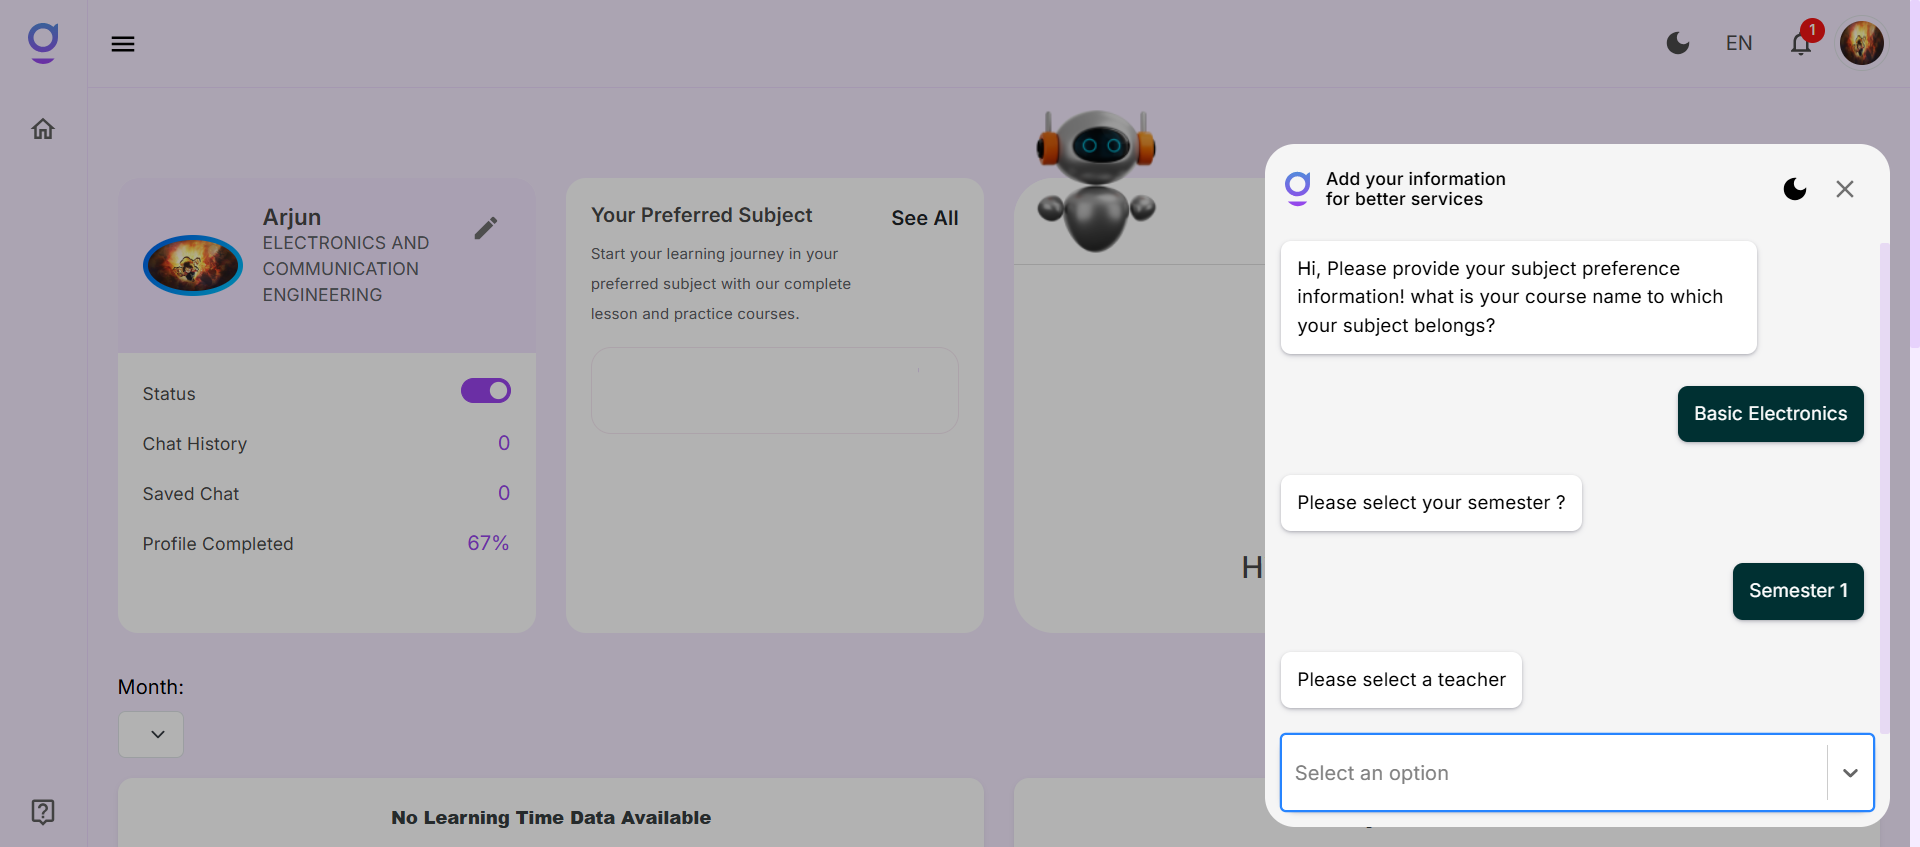 EN
1
Arjun
ELECTRONICS AND
COMMUNICATION
ENGINEERING
Status
Chat History
0
Saved Chat
0
Profile Completed
67%
Your Preferred Subject
See All
Start your learning journey in your
preferred subject with our complete
lesson and practice courses.
H
Month:
No Learning Time Data Available
Add your information
for better services
Hi, Please provide your subject preference
information! what is your course name to which
your subject belongs?
Basic Electronics
Please select your semester ?
Semester 1
Please select a teacher
Select an option